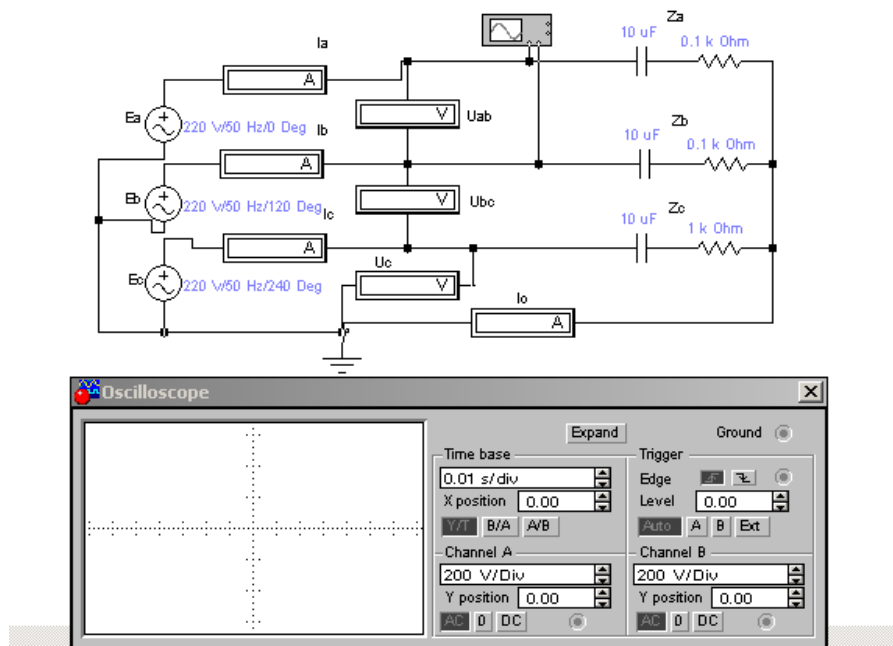 Za
Ia
10 uF
0.1 k Ohm
A
Ea
220 V/50 Hz/0 Deg
V
Uab
Ib
Zb
10 uF
0.1 k Ohm
A
Eb
220 V/50 Hz/120 Deg
V
Ubc
Ic
Zc
10 uF
1 k Ohm
A
Uc
Ec
220 V/50 Hz/240 Deg
V
Io
A
Oscilloscope
Expand
Ground
Time base
0.01 s/div
X position 0.00
Y/T B/A A/B
Trigger
Edge
Level 0.00
Auto A B Ext
Channel A
200 V/Div
Y position 0.00
AC 0 DC
Channel B
200 V/Div
Y position 0.00
AC 0 DC